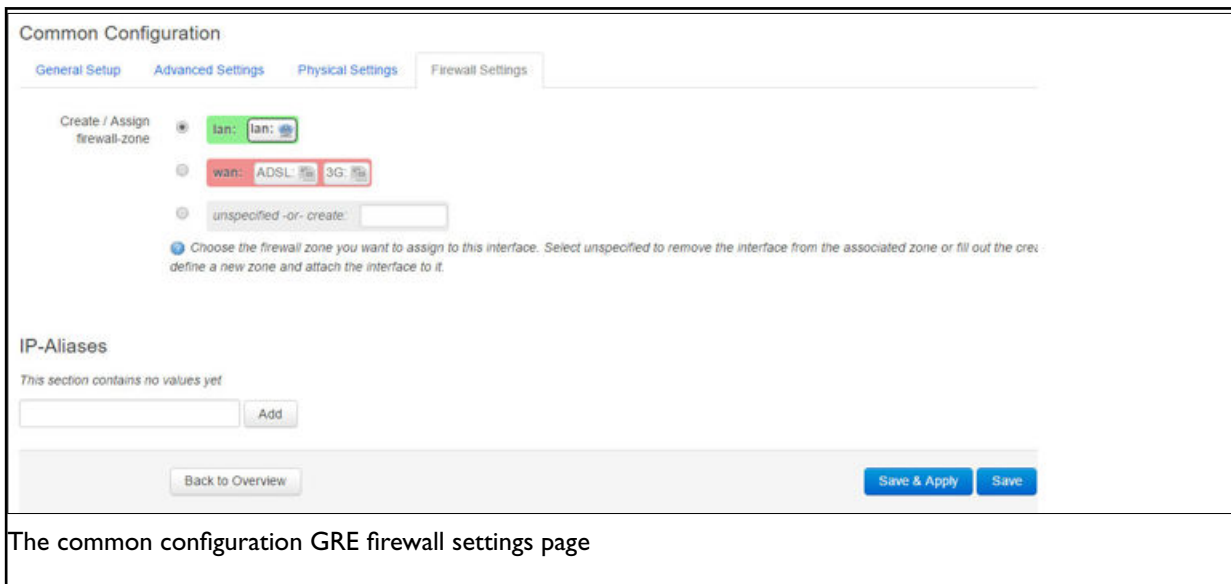 Common Configuration
General Setup Advanced Settings Physical Settings Firewall Settings
Create / Assign
firewall-zone
lan: lan:
wan: ADSL: 3G:
unspecified -or- create:
Choose the firewall zone you want to assign to this interface. Select unspecified to remove the interface from the associated zone or fill out the
define a new zone and attach the interface to it.
IP-Aliases
This section contains no values yet
Add
Back to Overview Save & Apply Save
The common configuration GRE firewall settings page